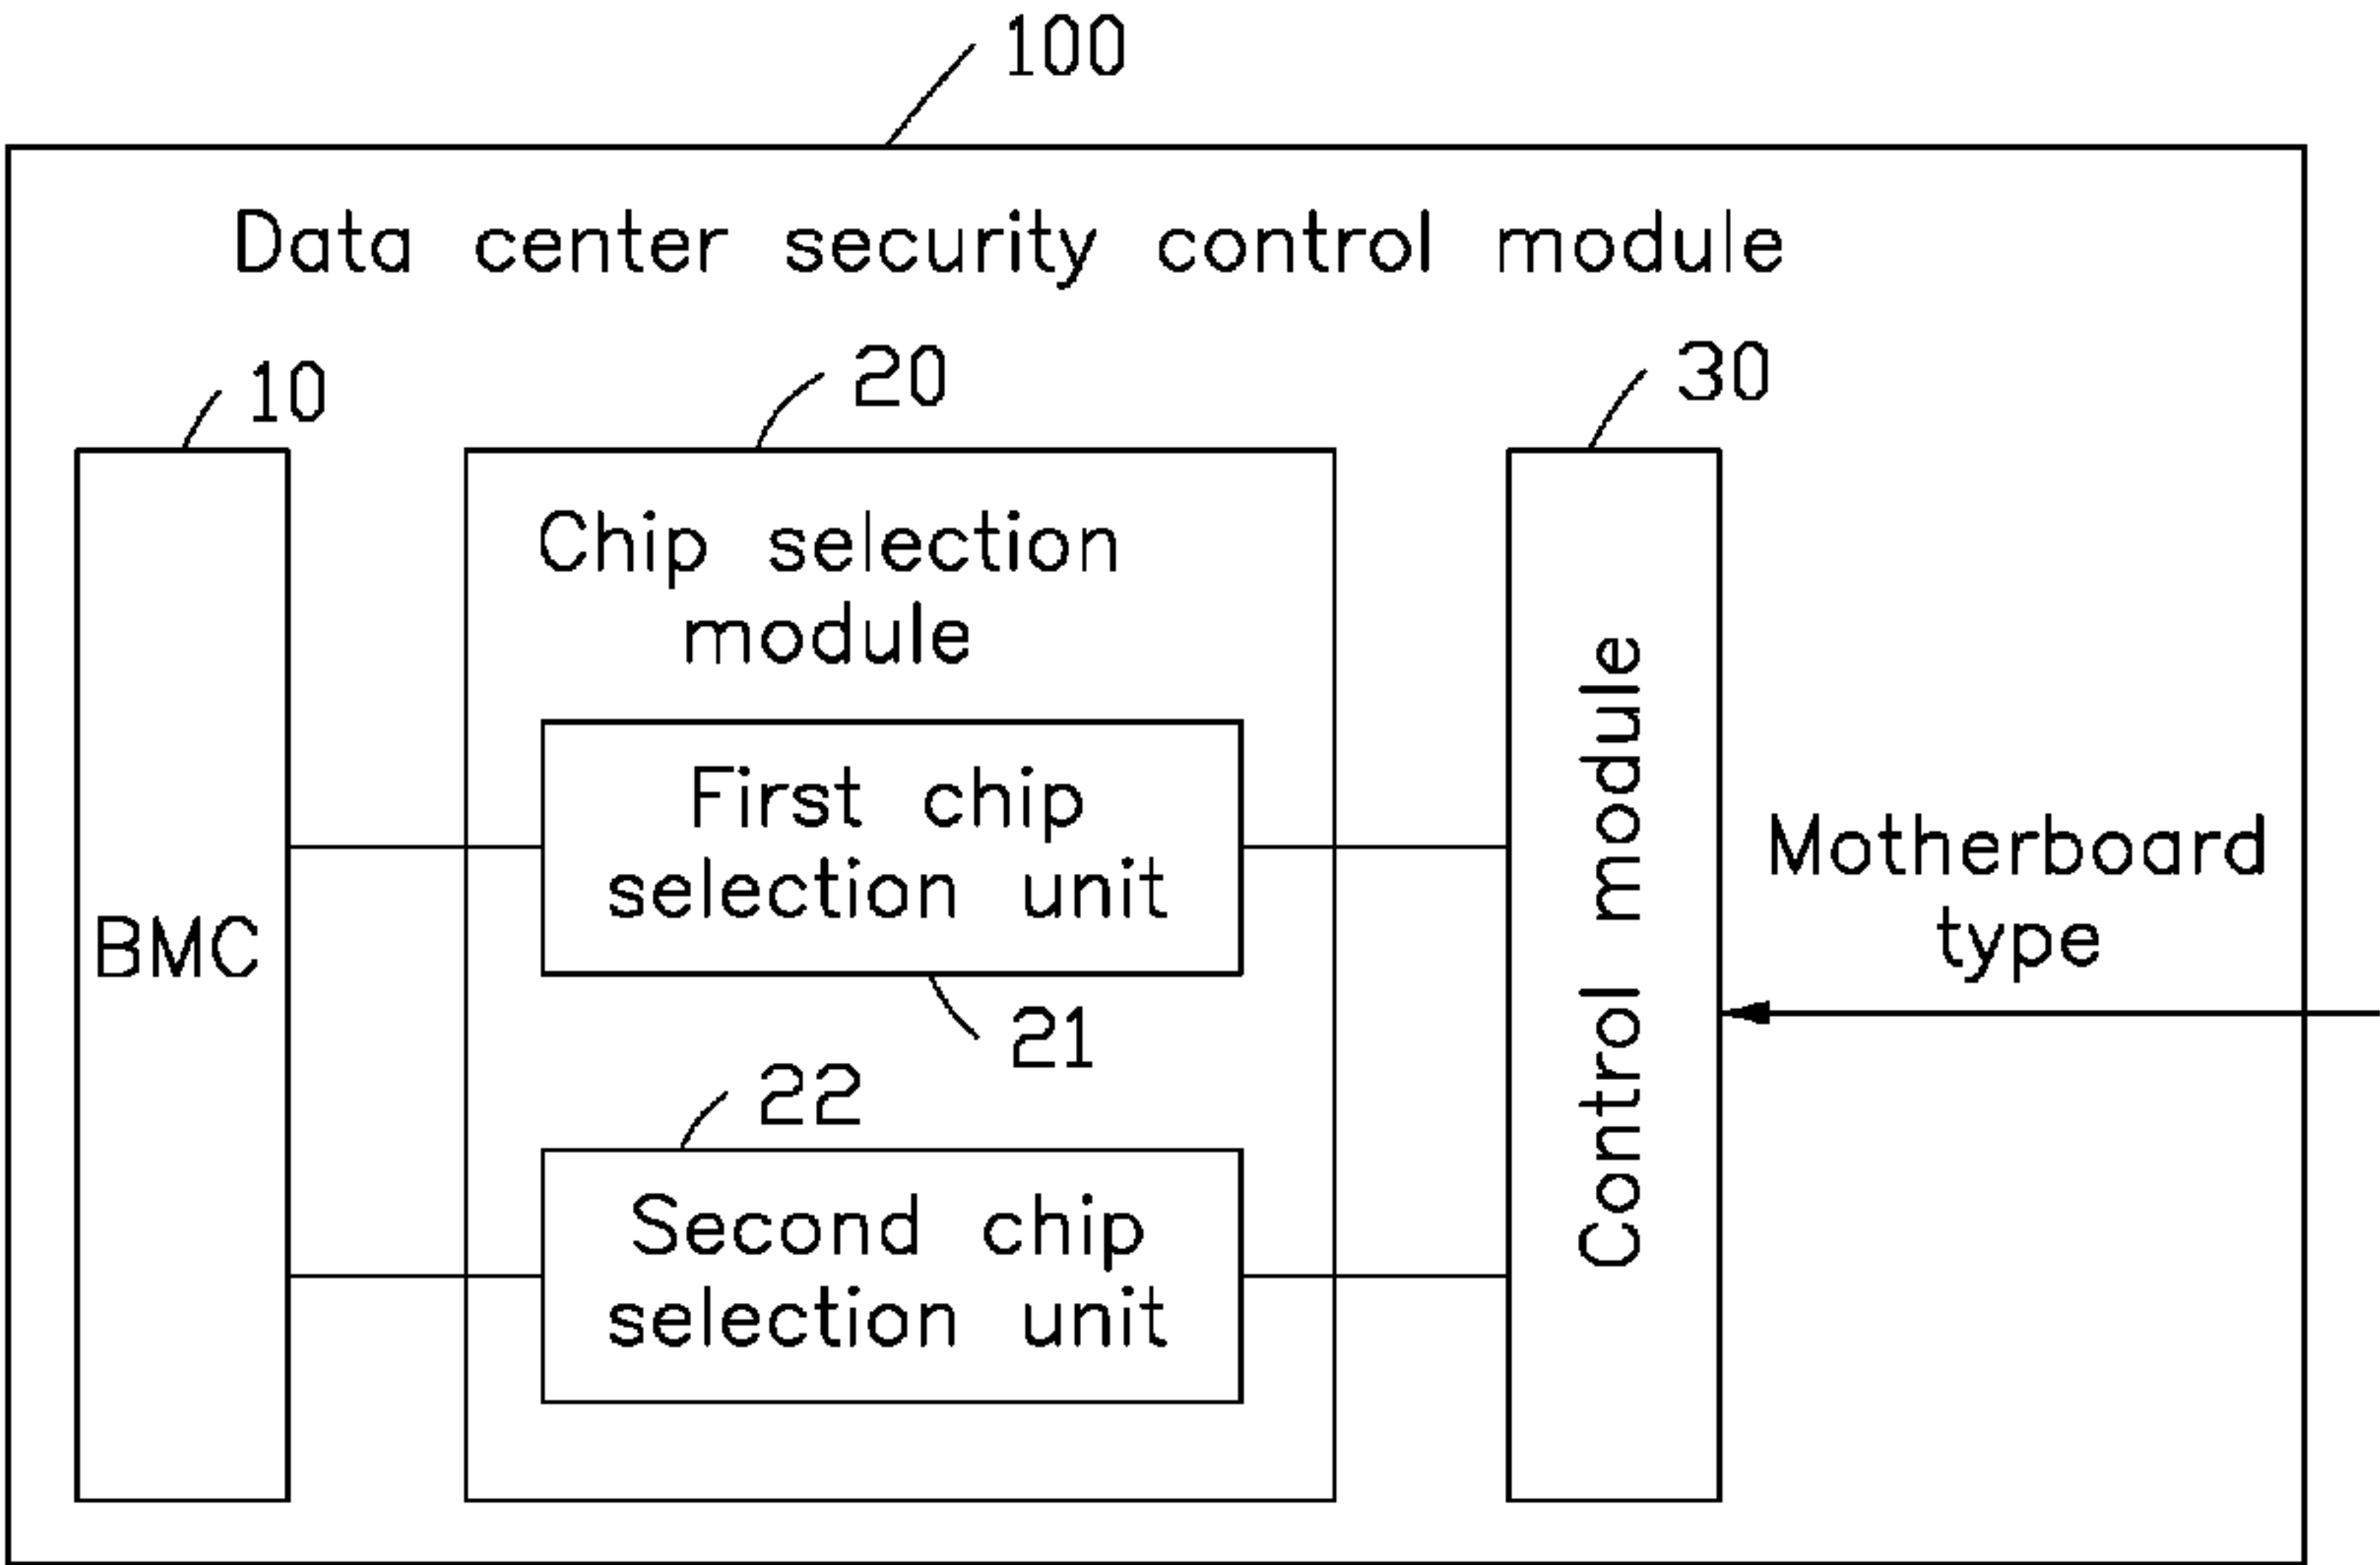 100
Data center security control module
10
20
30
Chip selection
module
First chip
selection unit
21
22
Second chip
selection unit
BMC
Control module
Motherboard
type